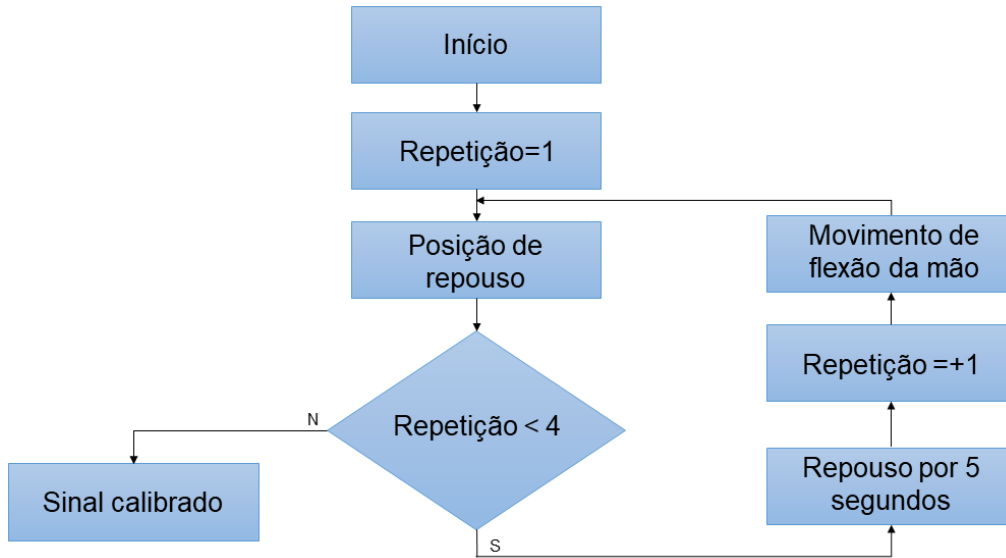 Início
Repetição=1
Posição de
repouso
Repetição < 4
N
Sinal calibrado
S
Repouso por 5
segundos
Repetição =+1
Movimento de
flexão da mão